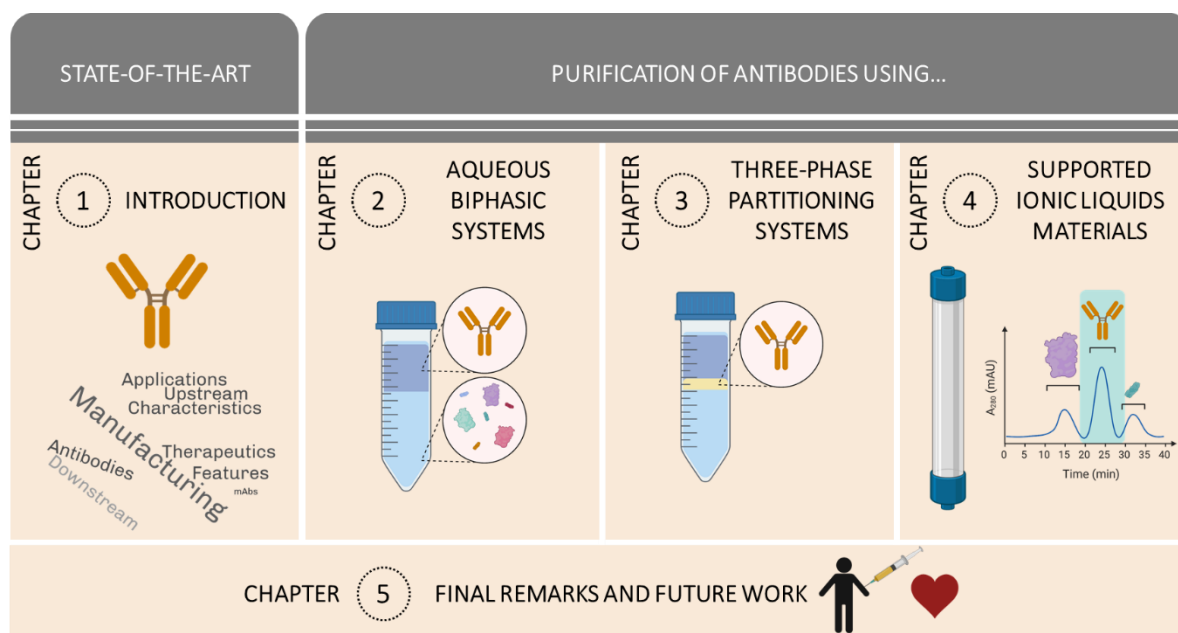 STATE-OF-THE-ART
PURIFICATION OF ANTIBODIES USING...
CHAPTER
1
INTRODUCTION
Applications
Upstream
Characteristics
Manufacturing
Therapeutics
Antibodies
Features
mAbs
Downstream
CHAPTER
2
AQUEOUS
BIPHASIC
SYSTEMS
CHAPTER
3
THREE-PHASE
PARTITIONING
SYSTEMS
CHAPTER
4
SUPPORTED
IONIC LIQUIDS
MATERIALS
A280 (mAU)
0 5 10 15 20 25 30 35 40
Time (min)
CHAPTER 5 FINAL REMARKS AND FUTURE WORK